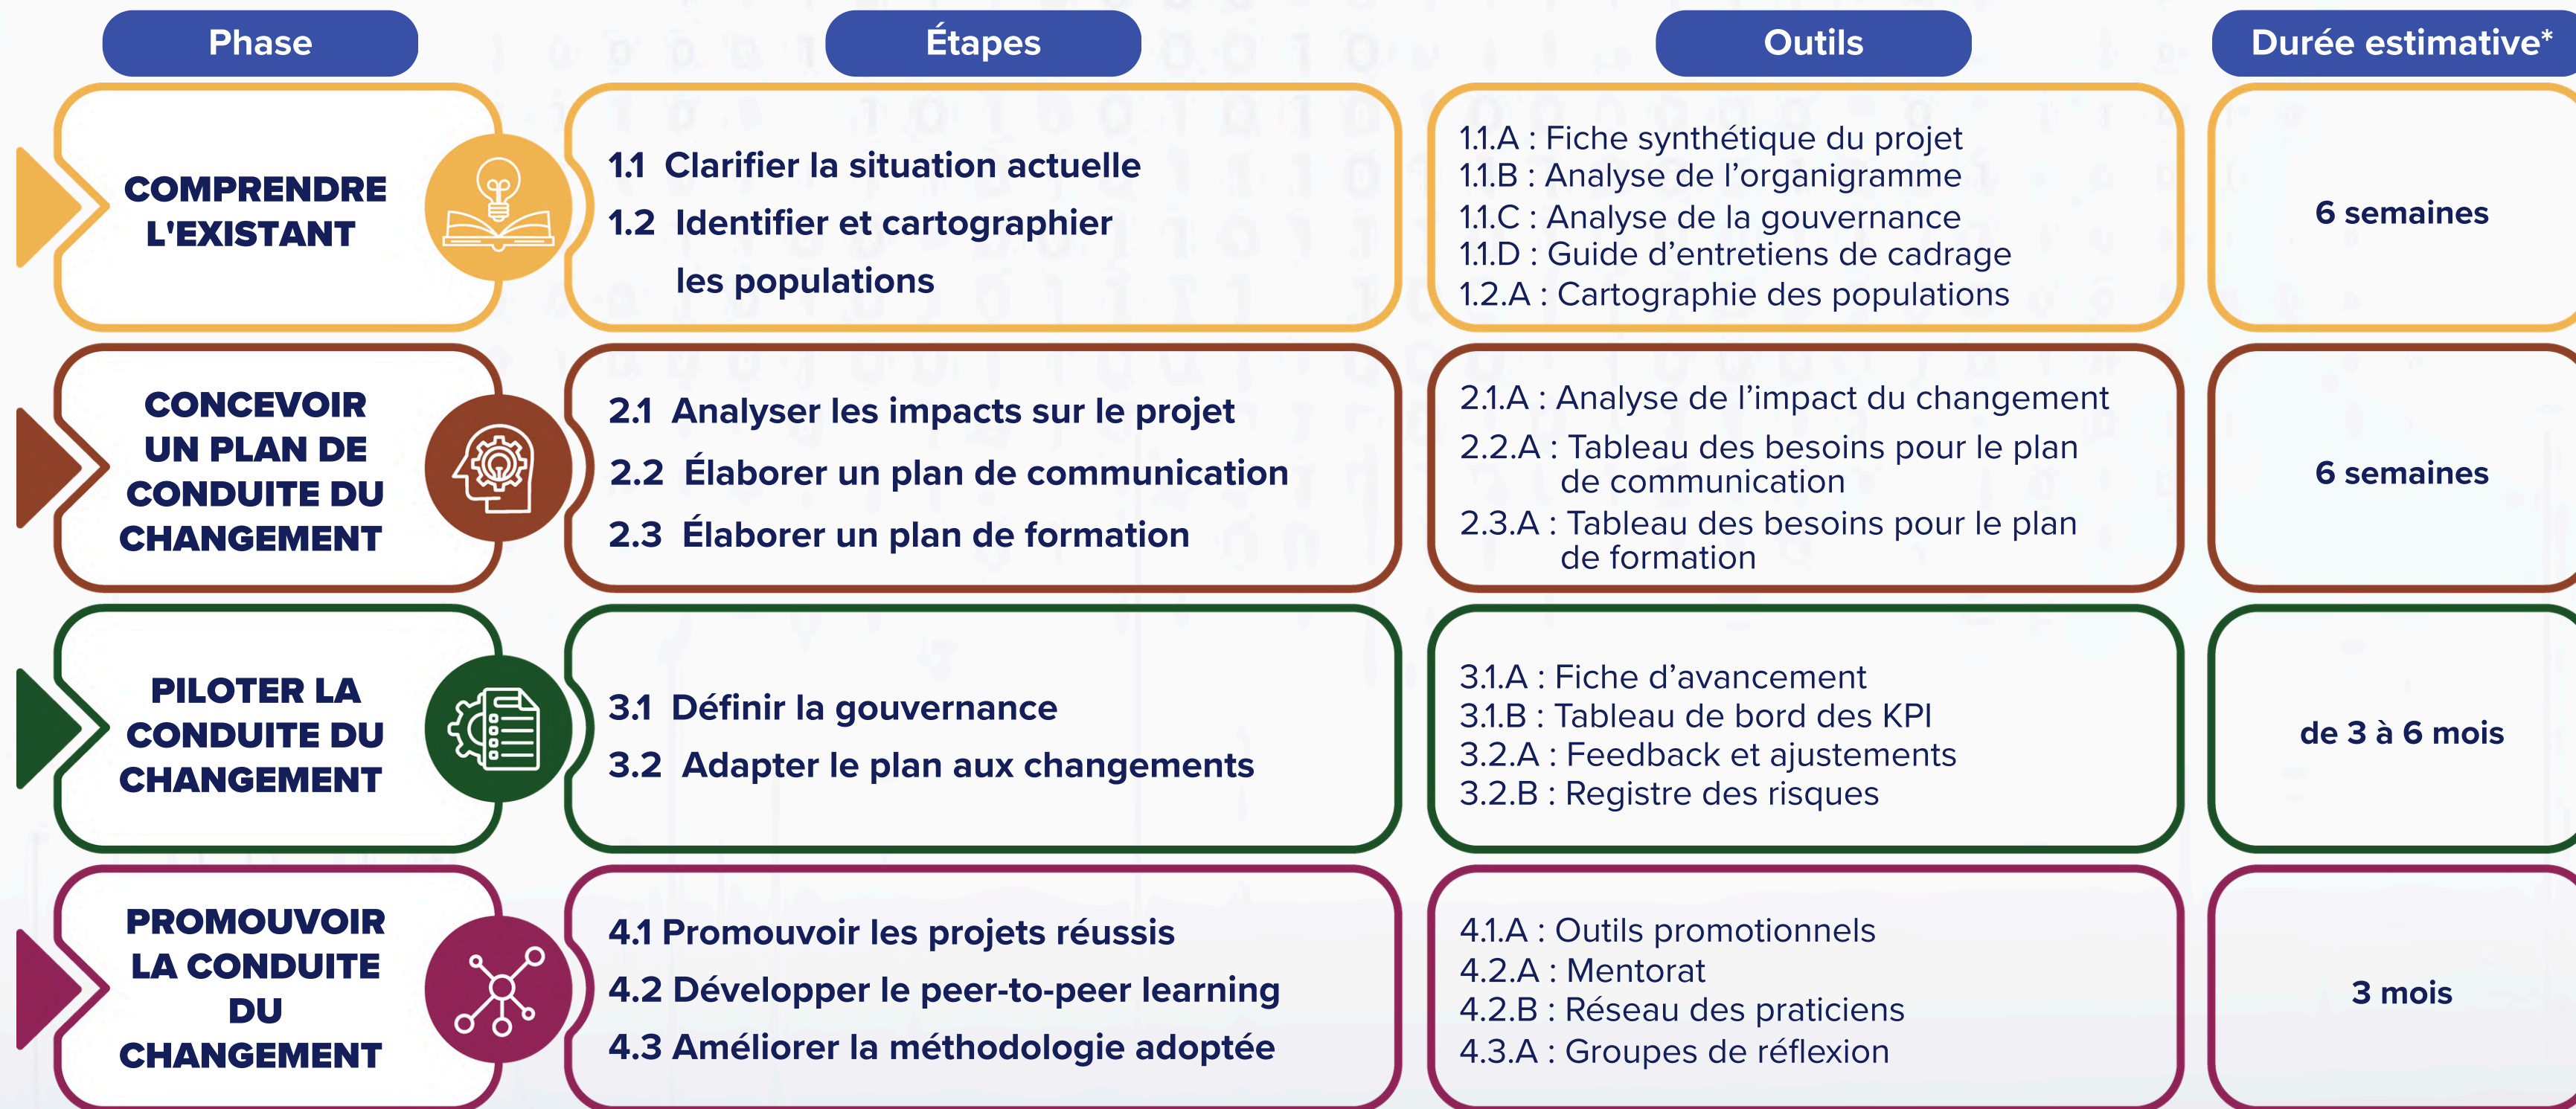 Phase
Étapes
Outils
Durée estimative*
COMPRENDRE
L'EXISTANT
1.1 Clarifier la situation actuelle
1.2 Identifier et cartographier
les populations
1.1.A : Fiche synthétique du projet
1.1.B : Analyse de l’organigramme
1.1.C : Analyse de la gouvernance
1.1.D : Guide d’entretiens de cadrage
1.2.A : Cartographie des populations
6 semaines
CONCEVOIR
UN PLAN DE
CONDUITE DU
CHANGEMENT
2.1 Analyser les impacts sur le projet
2.2 Élaborer un plan de communication
2.3 Élaborer un plan de formation
2.1.A : Analyse de l’impact du changement
2.2.A : Tableau des besoins pour le plan
de communication
2.3.A : Tableau des besoins pour le plan
de formation
6 semaines
PILOTER LA
CONDUITE DU
CHANGEMENT
3.1 Définir la gouvernance
3.2 Adapter le plan aux changements
3.1.A : Fiche d’avancement
3.1.B : Tableau de bord des KPI
3.2.A : Feedback et ajustements
3.2.B : Registre des risques
de 3 à 6 mois
PROMOUVOIR
LA CONDUITE
DU
CHANGEMENT
4.1 Promouvoir les projets réussis
4.2 Développer le peer-to-peer learning
4.3 Améliorer la méthodologie adoptée
4.1.A : Outils promotionnels
4.2.A : Mentorat
4.2.B : Réseau des praticiens
4.3.A : Groupes de réflexion
3 mois